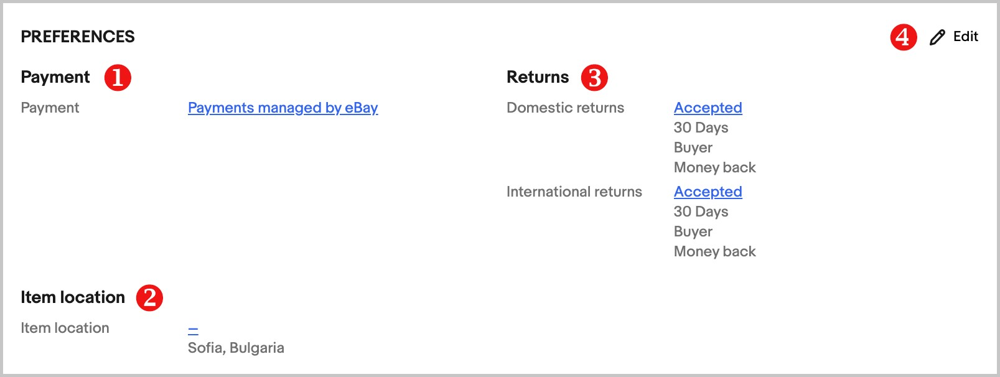 PREFERENCES
4 Edit
Payment 1
Payment Payments managed by eBay
Returns 3
Domestic returns Accepted
30 Days
Buyer
Money back
International returns Accepted
30 Days
Buyer
Money back
Item location 2
Item location –
Sofia, Bulgaria